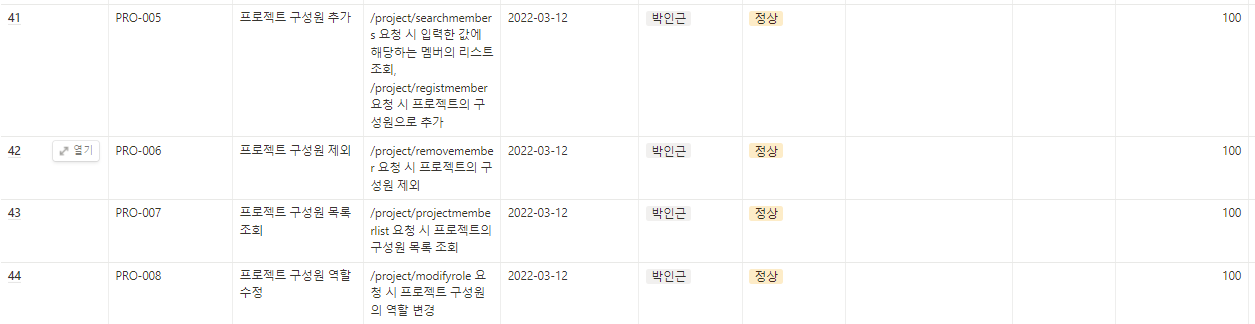 41 PRO-005 프로젝트 구성원 추가 /project/searchmember 2022-03-12 박인근 정상 100
s 요청 시 입력한 값에
해당하는 멤버의 리스트
조회,
/project/registmember
요청 시 프로젝트의 구
성원으로 추가
42 열기 PRO-006 프로젝트 구성원 제외 /project/removemembe 2022-03-12 박인근 정상 100
r 요청 시 프로젝트의 구
성원 제외
43 PRO-007 프로젝트 구성원 목록 /project/projectmembe 2022-03-12 박인근 정상 100
조회 rlist 요청 시 프로젝트의
구성원 목록 조회
44 PRO-008 프로젝트 구성원 역할 /project/modifyrole 요 2022-03-12 박인근 정상 100
수정 청 시 프로젝트 구성원
의 역할 변경